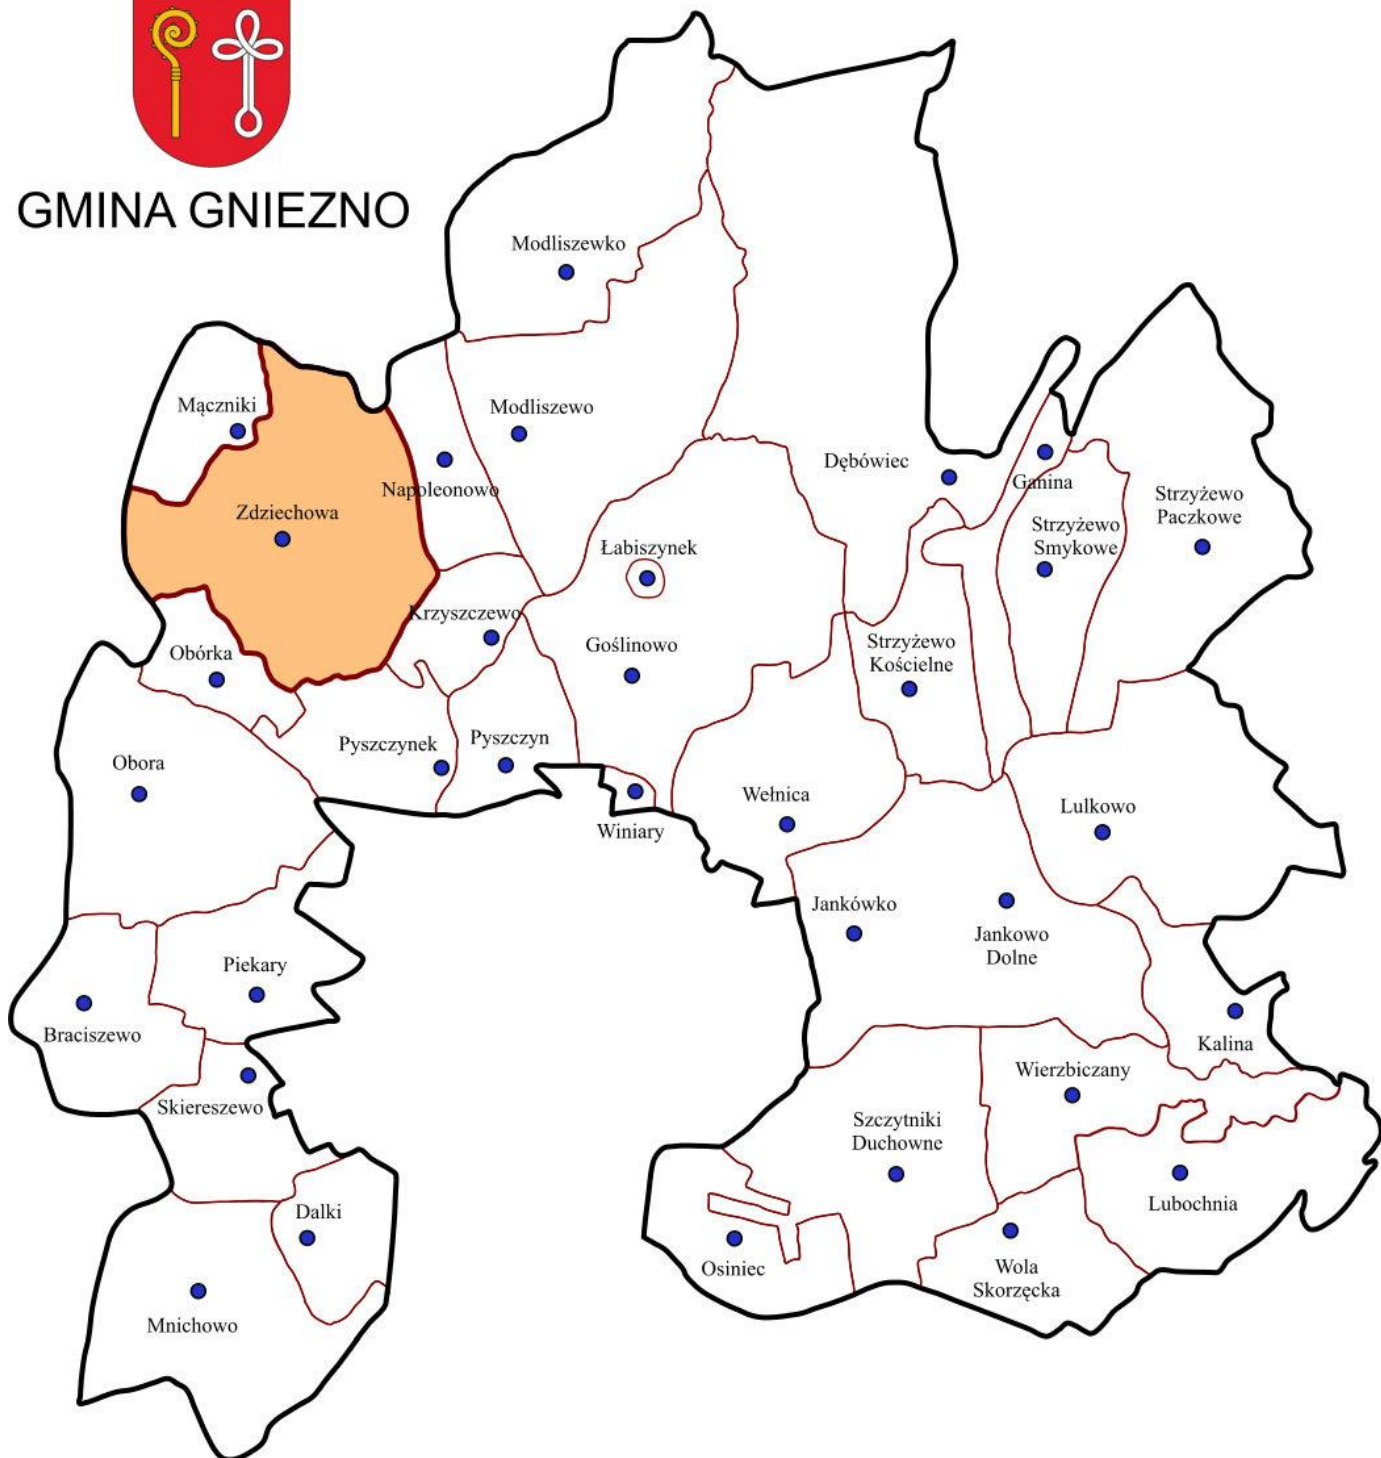 GMINA GNIEZNO
Modliszewko
Mączniki
Modliszewo
Napoleonowo
Zdziechowa
Dębówiec
Ganina
Strzyżewo
Paczkowe
Strzyżewo
Smykowe
Łabiszynek
Krzyszczewo
Goślinowo
Strzyżewo
Kościelne
Obórka
Pyszczynek
Pyszczyn
Obora
Winiary
Wełnica
Lulkowo
Jankówko
Jankowo
Dolne
Piekary
Braciszewo
Kalina
Skiereszewo
Wierzbiczany
Szczytniki
Duchowne
Lubochnia
Dalki
Osiniec
Wola
Skorzęcka
Mnichowo